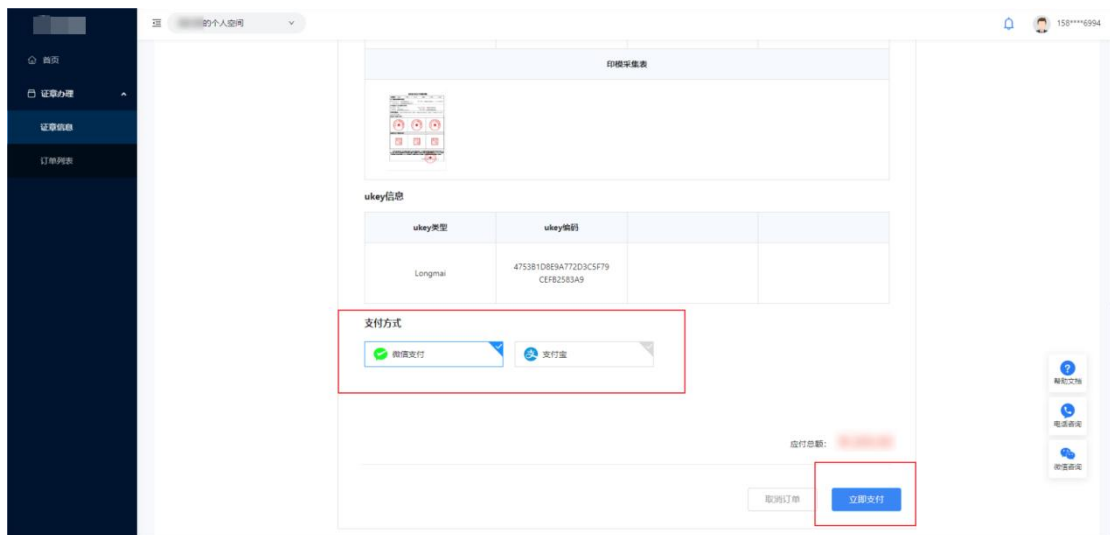 的个人空间
158****6994
首页
证章办理
证章信息
订单列表
印模采集表
ukey信息
ukey类型 ukey编码
Longmai 4753B1D8E9A772D3C5F79
CEFB2583A9
支付方式
微信支付 支付宝
帮助文档
电话咨询
微信咨询
应付总额:
取消订单 立即支付